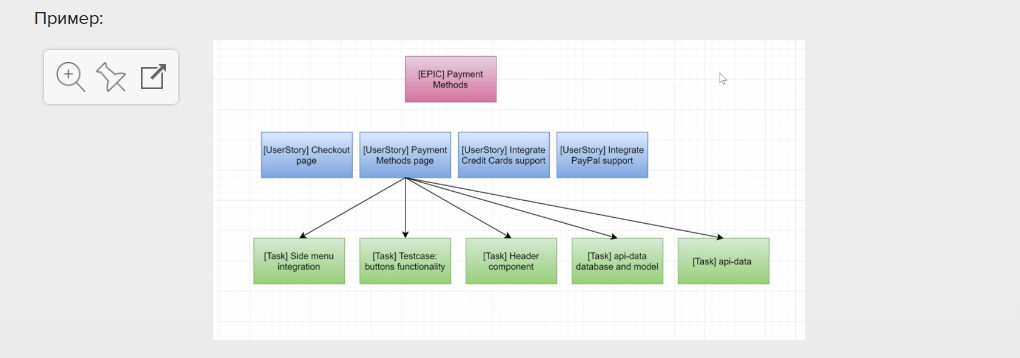 Пример:
[EPIC] Payment
Methods
[UserStory] Checkout
page
[UserStory] Payment
Methods page
[UserStory] Integrate
Credit Cards support
[UserStory] Integrate
PayPal support
[Task] Side menu
integration
[Task] Testcase:
buttons functionality
[Task] Header
component
[Task] api-data
database and model
[Task] api-data